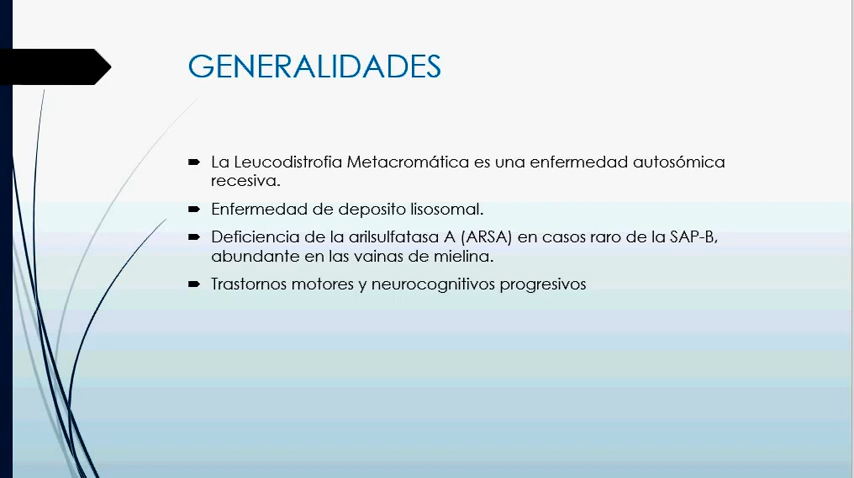 GENERALIDADES
La Leucodistrofia Metacromática es una enfermedad autosómica
recesiva.
Enfermedad de deposito lisosomal.
Deficiencia de la arilsulfatasa A (ARSA) en casos raro de la SAP-B,
abundante en las vainas de mielina.
Trastornos motores y neurocognitivos progresivos